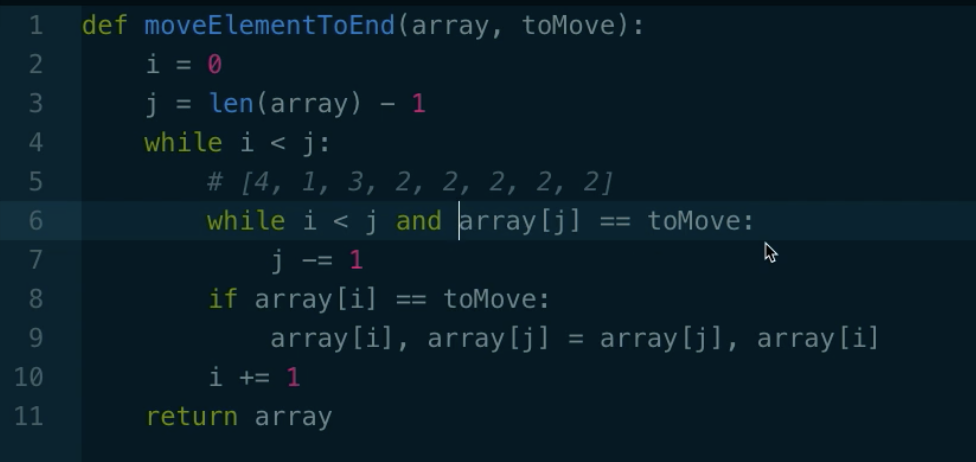 1 def moveElementToEnd(array, toMove):
2     i = 0
3     j = len(array) - 1
4     while i < j:
5         # [4, 1, 3, 2, 2, 2, 2, 2]
6         while i < j and array[j] == toMove:
7             j -= 1
8         if array[i] == toMove:
9             array[i], array[j] = array[j], array[i]
10         i += 1
11     return array